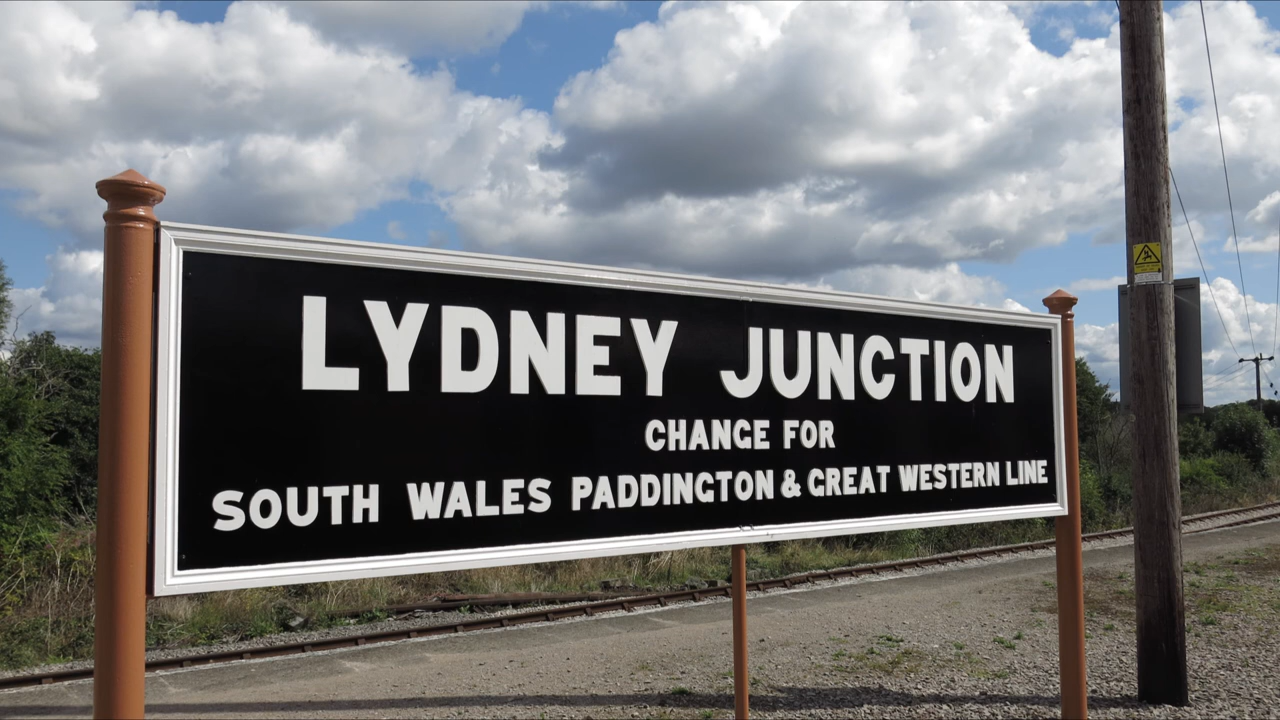 LYDNEY JUNCTION
CHANGE FOR
SOUTH WALES PADDINGTON & GREAT WESTERN LINE